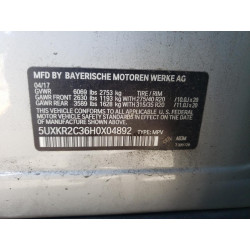 MFD BY BAYERISCHE MOTOREN WERKE AG
04/17
GVWR 6069 lbs 2753 kg TIRE / RIM
GAWR FRONT 2630 lbs 1193 kg WITH 275/40 R20 / 10.0J x 20
GAWR REAR 3589 lbs 1628 kg WITH 315/35 R20 / 11.0J x 20
THIS VEHICLE CONFORMS TO ALL APPLICABLE U.S. FEDERAL
MOTOR VEHICLE SAFETY STANDARDS IN EFFECT ON
THE DATE OF MANUFACTURE SHOWN ABOVE
5UXKR2C36H0X04892 TYPE: MPV